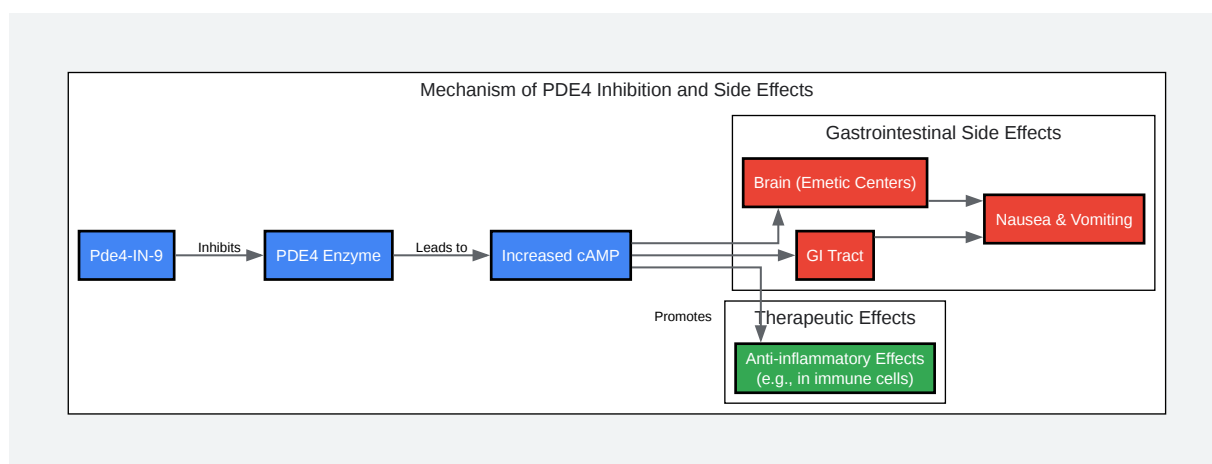 Mechanism of PDE4 Inhibition and Side Effects
Gastrointestinal Side Effects
Brain (Emetic Centers)
Nausea & Vomiting
Pde4-IN-9
Inhibits
PDE4 Enzyme
Leads to
Increased cAMP
GI Tract
Promotes
Therapeutic Effects
Anti-inflammatory Effects
(e.g., in immune cells)